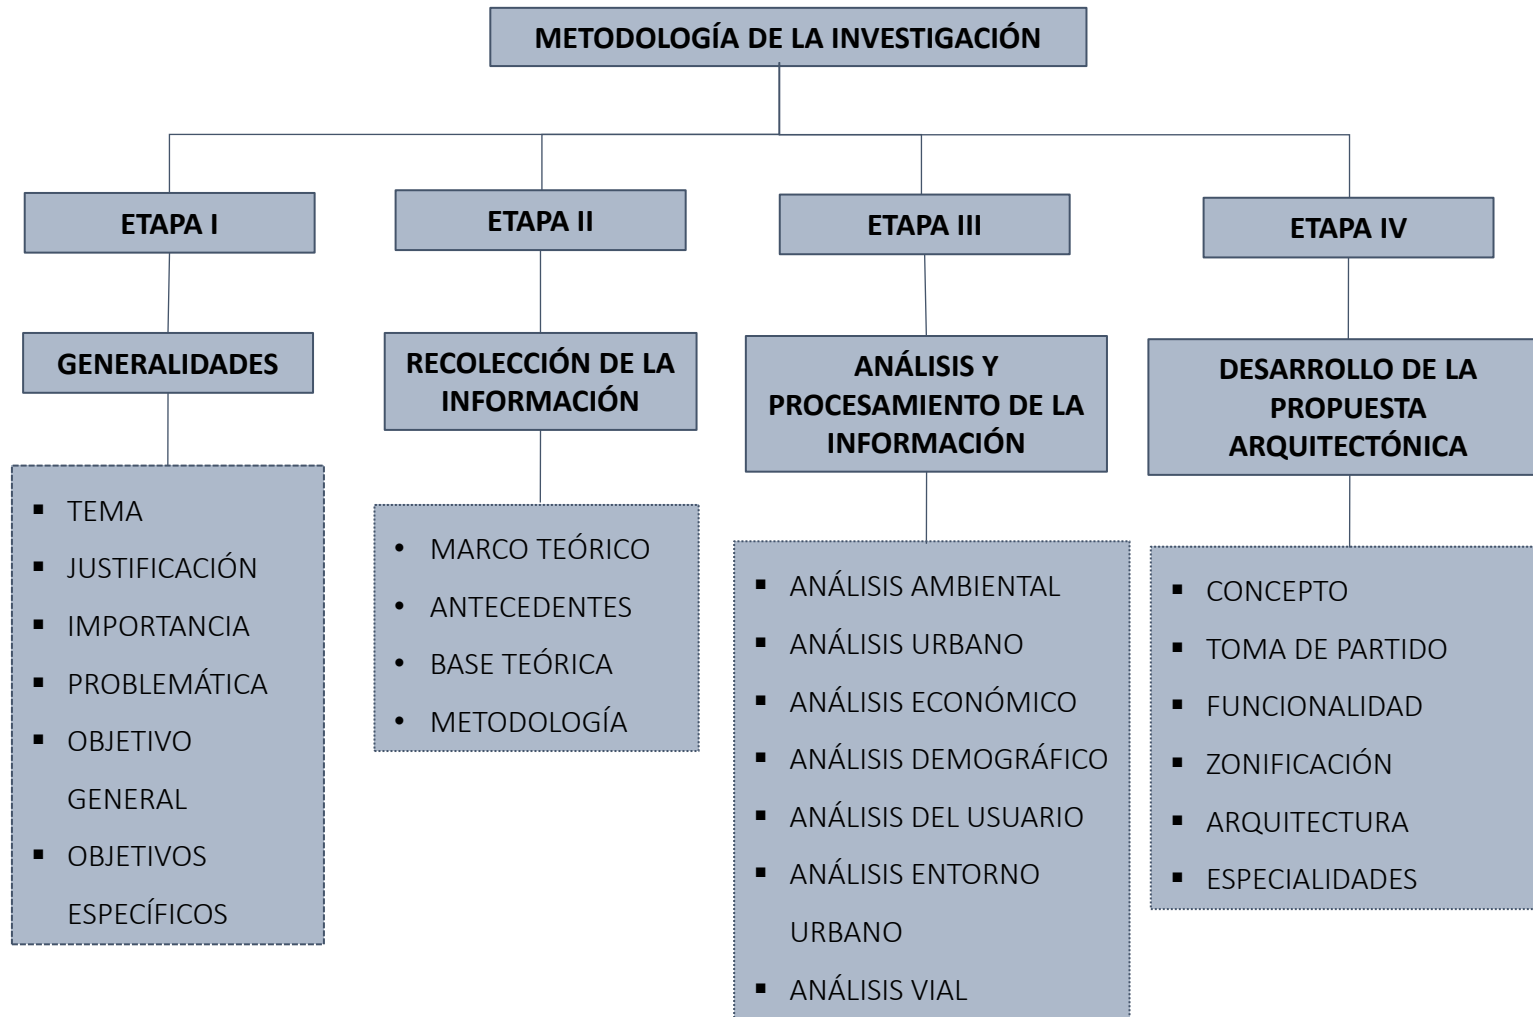 METODOLOGÍA DE LA INVESTIGACIÓN
ETAPA I
GENERALIDADES
▪ TEMA
▪ JUSTIFICACIÓN
▪ IMPORTANCIA
▪ PROBLEMÁTICA
▪ OBJETIVO
GENERAL
▪ OBJETIVOS
ESPECÍFICOS
ETAPA II
RECOLECCIÓN DE LA
INFORMACIÓN
• MARCO TEÓRICO
• ANTECEDENTES
• BASE TEÓRICA
• METODOLOGÍA
ETAPA III
ANÁLISIS Y
PROCESAMIENTO DE LA
INFORMACIÓN
▪ ANÁLISIS AMBIENTAL
▪ ANÁLISIS URBANO
▪ ANÁLISIS ECONÓMICO
▪ ANÁLISIS DEMOGRÁFICO
▪ ANÁLISIS DEL USUARIO
▪ ANÁLISIS ENTORNO
URBANO
▪ ANÁLISIS VIAL
ETAPA IV
DESARROLLO DE LA
PROPUESTA
ARQUITECTÓNICA
▪ CONCEPTO
▪ TOMA DE PARTIDO
▪ FUNCIONALIDAD
▪ ZONIFICACIÓN
▪ ARQUITECTURA
▪ ESPECIALIDADES